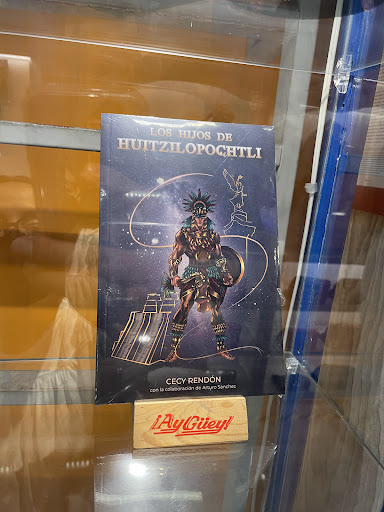 LOS HIJOS DE
HUITZILOPOCHTLI
CECY RENDÓN
con la colaboración de Arturo Sánchez
¡Ay Güey!